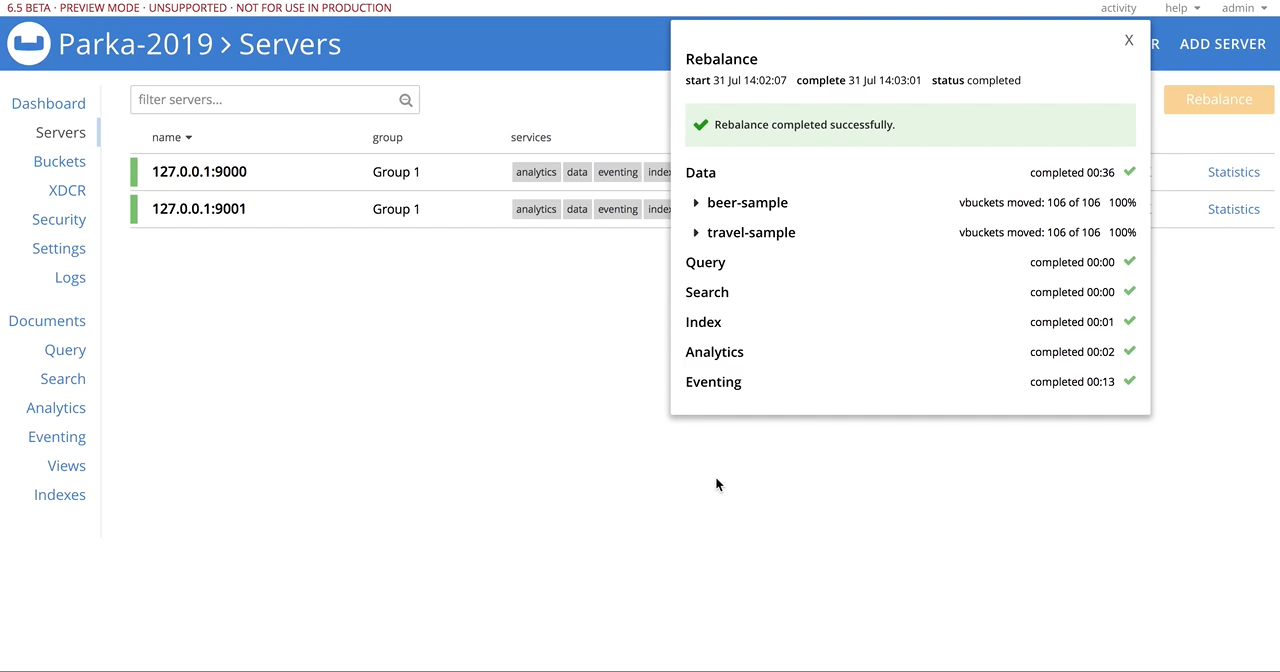 6.5 BETA · PREVIEW MODE · UNSUPPORTED · NOT FOR USE IN PRODUCTION
activity help admin
Parka-2019 > Servers
ADD SERVER
Dashboard
Servers
Buckets
XDCR
Security
Settings
Logs
Documents
Query
Search
Analytics
Eventing
Views
Indexes
filter servers...
Rebalance
name group services
127.0.0.1:9000 Group 1 analytics data eventing Statistics
127.0.0.1:9001 Group 1 analytics data eventing Statistics
X
Rebalance
start 31 Jul 14:02:07 complete 31 Jul 14:03:01 status completed
Rebalance completed successfully.
Data completed 00:36
beer-sample vbuckets moved: 106 of 106 100%
travel-sample vbuckets moved: 106 of 106 100%
Query completed 00:00
Search completed 00:00
Index completed 00:01
Analytics completed 00:02
Eventing completed 00:13